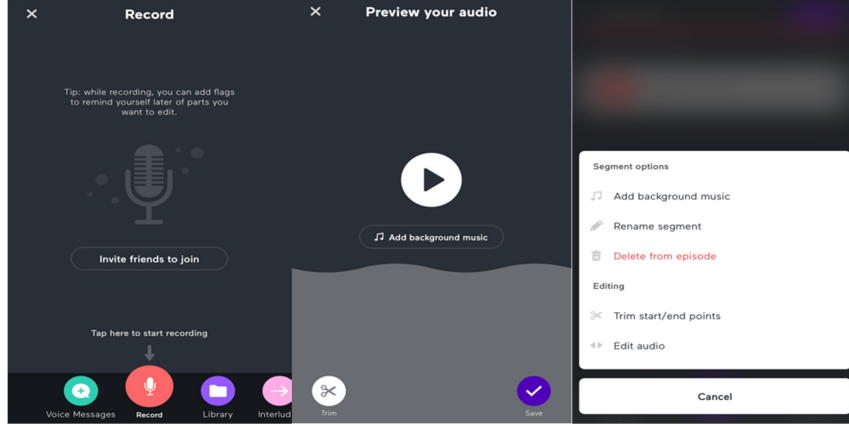 Record
Tip: while recording, you can add flags
to remind yourself later of parts you
want to edit.
Invite friends to join
Tap here to start recording
Voice Messages
Record
Library
Interlud
Preview your audio
Add background music
Trim
Save
Segment options
Add background music
Rename segment
Delete from episode
Editing
Trim start/end points
Edit audio
Cancel